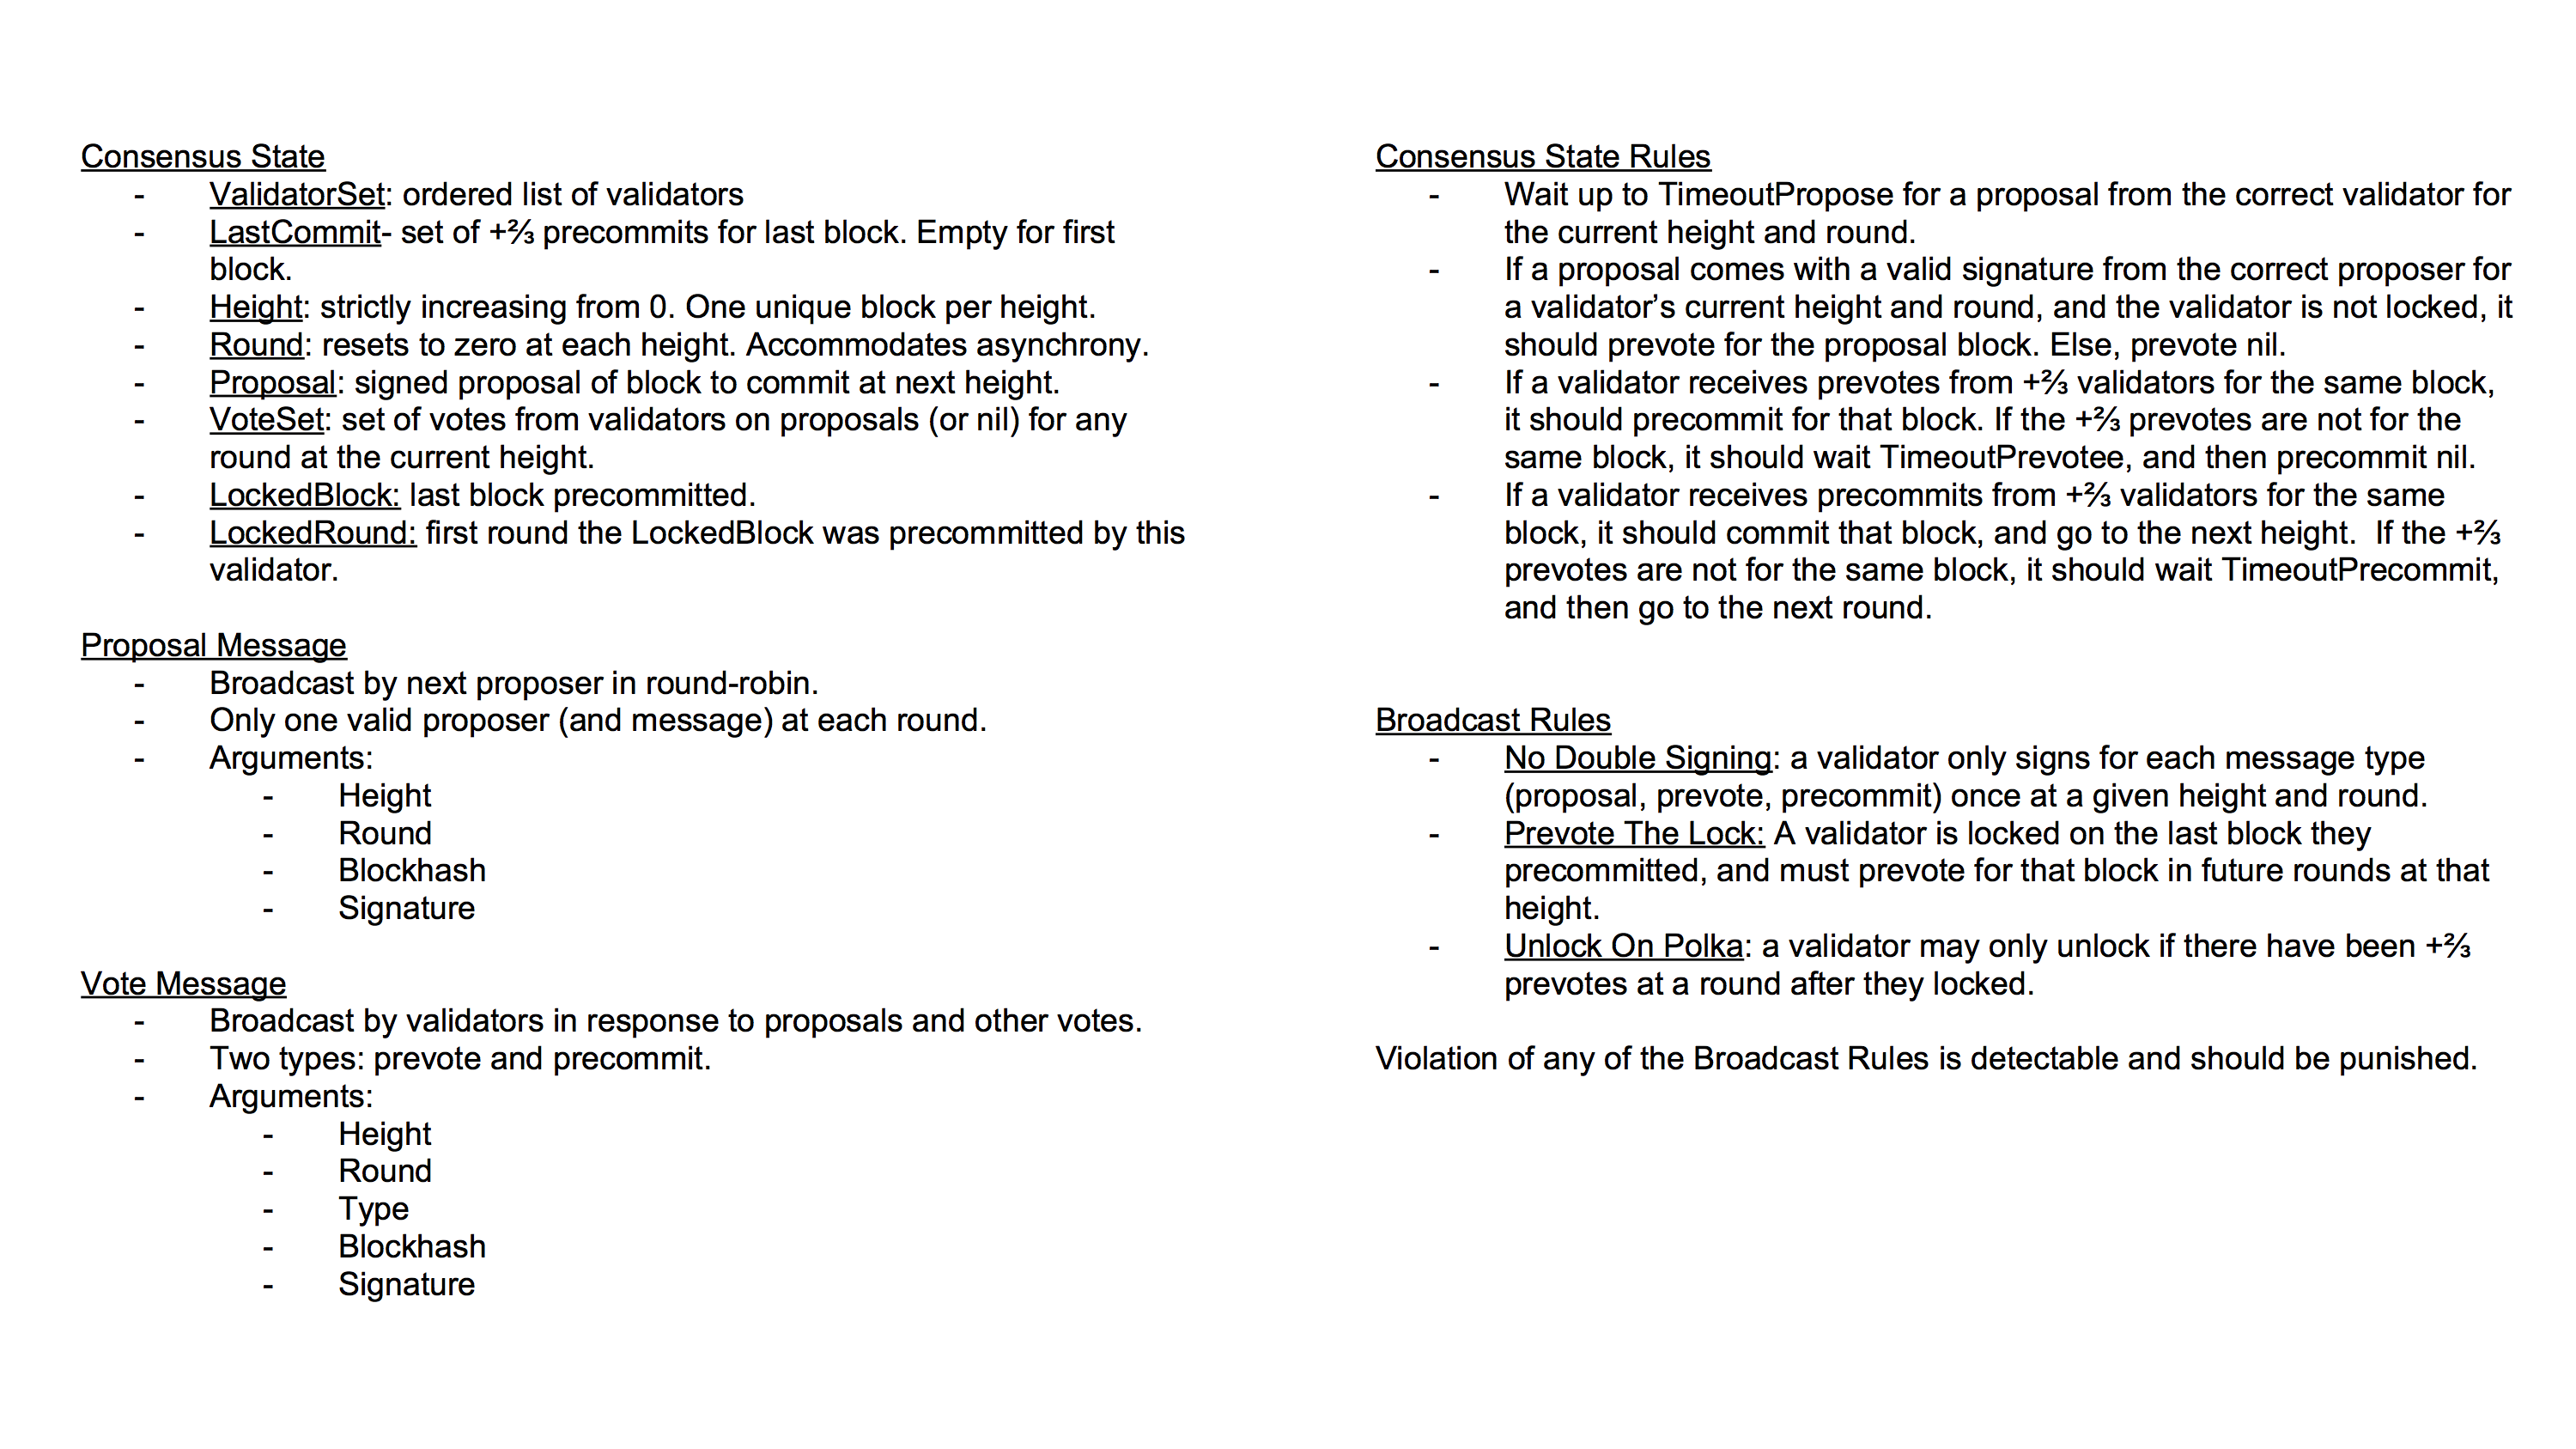 Consensus State
- ValidatorSet: ordered list of validators
- LastCommit- set of +⅔ precommits for last block. Empty for first
block.
- Height: strictly increasing from 0. One unique block per height.
- Round: resets to zero at each height. Accommodates asynchrony.
- Proposal: signed proposal of block to commit at next height.
- VoteSet: set of votes from validators on proposals (or nil) for any
round at the current height.
- LockedBlock: last block precommitted.
- LockedRound: first round the LockedBlock was precommitted by this
validator.
Proposal Message
- Broadcast by next proposer in round-robin.
- Only one valid proposer (and message) at each round.
- Arguments:
- Height
- Round
- Blockhash
- Signature
Vote Message
- Broadcast by validators in response to proposals and other votes.
- Two types: prevote and precommit.
- Arguments:
- Height
- Round
- Type
- Blockhash
- Signature
Consensus State Rules
- Wait up to TimeoutPropose for a proposal from the correct validator for
the current height and round.
- If a proposal comes with a valid signature from the correct proposer for
a validator’s current height and round, and the validator is not locked, it
should prevote for the proposal block. Else, prevote nil.
- If a validator receives prevotes from +⅔ validators for the same block,
it should precommit for that block. If the +⅔ prevotes are not for the
same block, it should wait TimeoutPrevotee, and then precommit nil.
- If a validator receives precommits from +⅔ validators for the same
block, it should commit that block, and go to the next height. If the +⅔
prevotes are not for the same block, it should wait TimeoutPrecommit,
and then go to the next round.
Broadcast Rules
- No Double Signing: a validator only signs for each message type
(proposal, prevote, precommit) once at a given height and round.
- Prevote The Lock: A validator is locked on the last block they
precommitted, and must prevote for that block in future rounds at that
height.
- Unlock On Polka: a validator may only unlock if there have been +⅔
prevotes at a round after they locked.
Violation of any of the Broadcast Rules is detectable and should be punished.